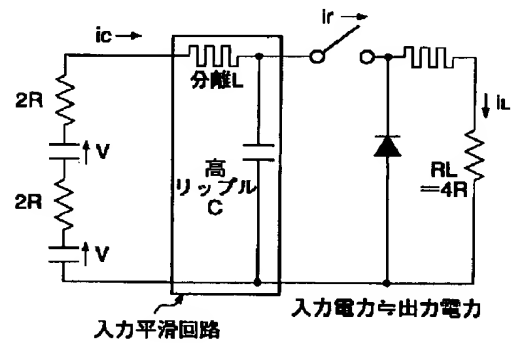 ic→
ir→
分離L
2R
V
2R
V
高
リップル
C
iL
RL
=4R
入力電力≒出力電力
入力平滑回路